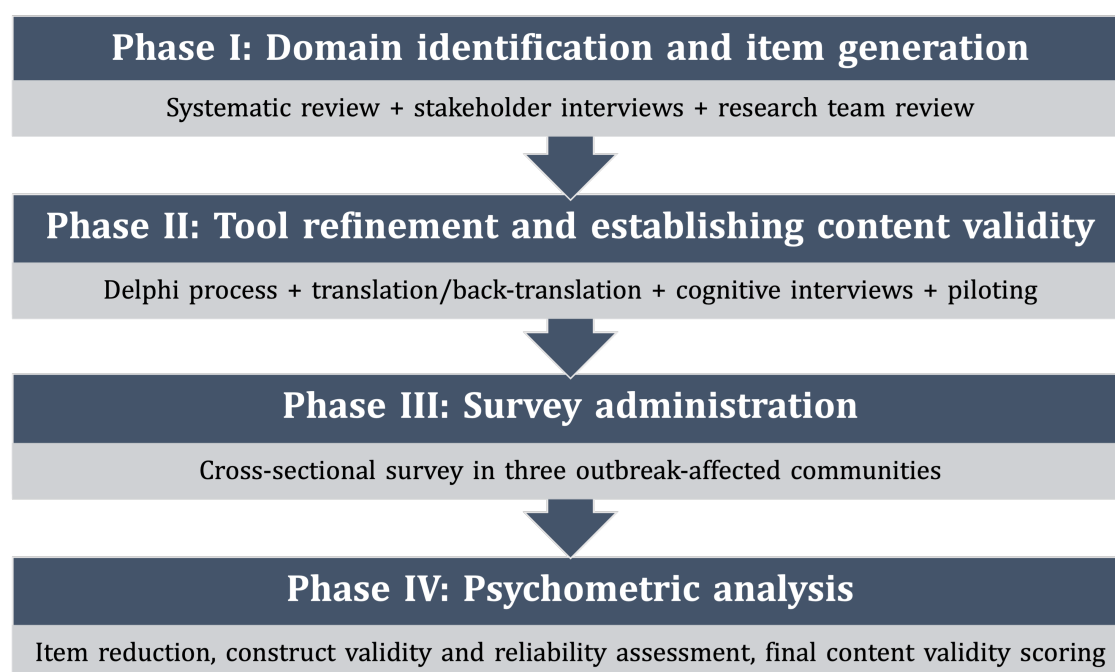 Phase I: Domain identification and item generation
Systematic review + stakeholder interviews + research team review
Phase II: Tool refinement and establishing content validity
Delphi process + translation/back-translation + cognitive interviews + piloting
Phase III: Survey administration
Cross-sectional survey in three outbreak-affected communities
Phase IV: Psychometric analysis
Item reduction, construct validity and reliability assessment, final content validity scoring